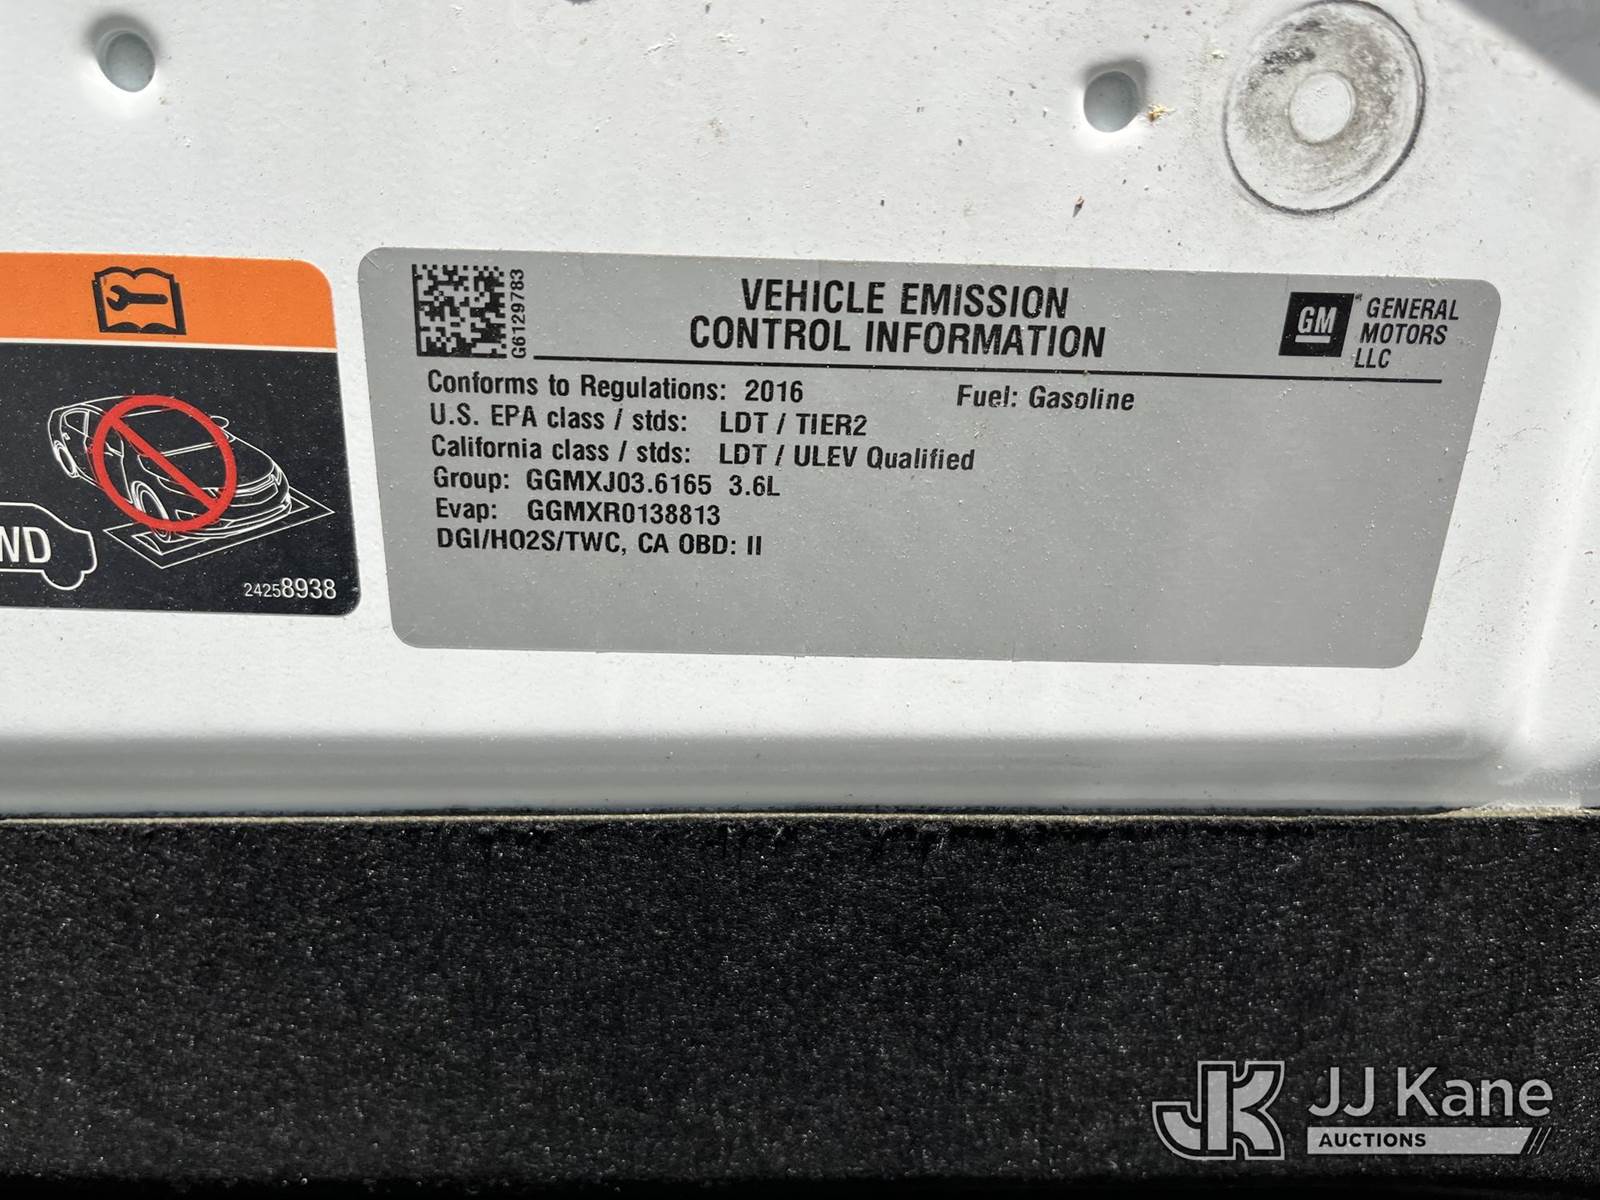 G6129783
VEHICLE EMISSION
CONTROL INFORMATION
GM
GENERAL
MOTORS
LLC
Conforms to Regulations: 2016 Fuel: Gasoline
U.S. EPA class / stds: LDT / TIER2
California class / stds: LDT / ULEV Qualified
Group: GGMXJ03.6165 3.6L
Evap: GGMXR0138813
DGI/HO2S/TWC, CA OBD: II
WD
24258938
JK
JJ Kane
AUCTIONS